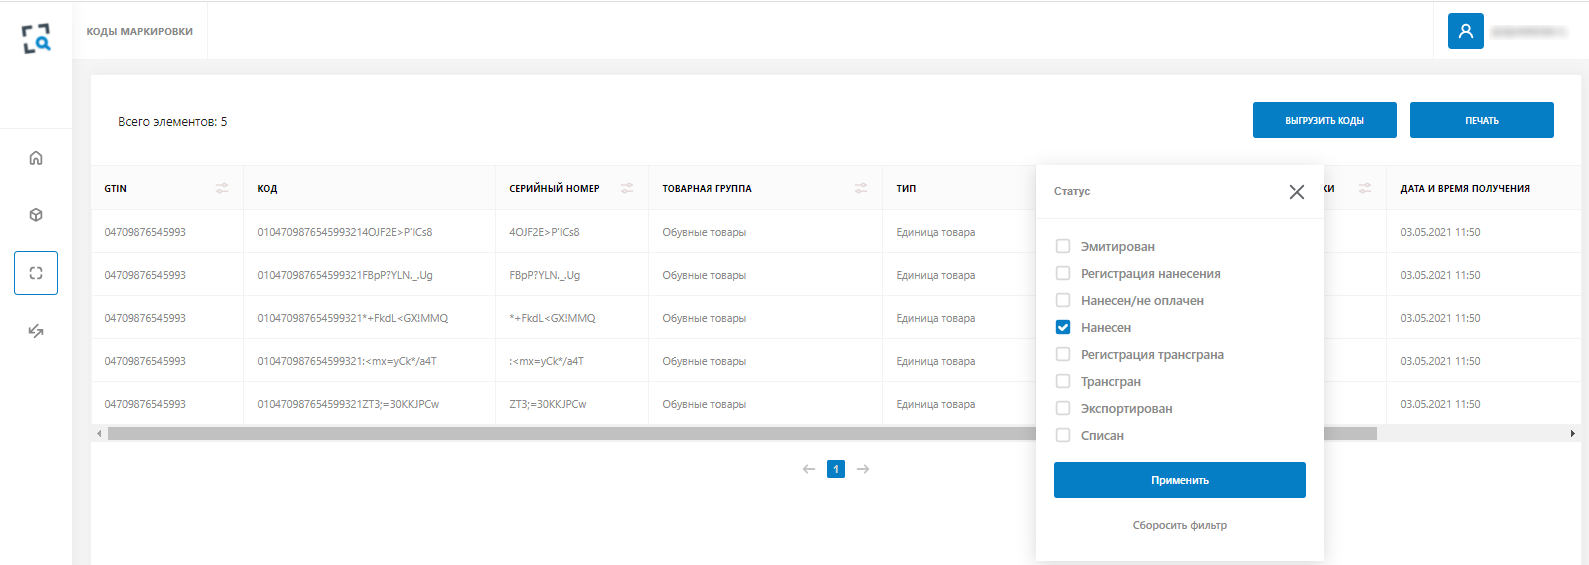 КОДЫ МАРКИРОВКИ
Всего элементов: 5
ВЫГРУЗИТЬ КОДЫ ПЕЧАТЬ
GTIN КОД СЕРИЙНЫЙ НОМЕР ТОВАРНАЯ ГРУППА ТИП КИ ДАТА И ВРЕМЯ ПОЛУЧЕНИЯ
04709876545993 0104709876545993214OJF2E>P'ICs8 4OJF2E>P'ICs8 Обувные товары Единица товара 03.05.2021 11:50
04709876545993 010470987654599321FBpP?YLN._.Ug FBpP?YLN._.Ug Обувные товары Единица товара 03.05.2021 11:50
04709876545993 010470987654599321*+FkdL<GX!MMQ *+FkdL<GX!MMQ Обувные товары Единица товара 03.05.2021 11:50
04709876545993 010470987654599321:<mx=yCk*/a4T :<mx=yCk*/a4T Обувные товары Единица товара 03.05.2021 11:50
04709876545993 010470987654599321ZT3;=30KKJPCw ZT3;=30KKJPCw Обувные товары Единица товара 03.05.2021 11:50
1
Статус
Эмитирован
Регистрация нанесения
Нанесен/не оплачен
Нанесен
Регистрация трансграна
Трансгран
Экспортирован
Списан
Применить
Сборосить фильтр